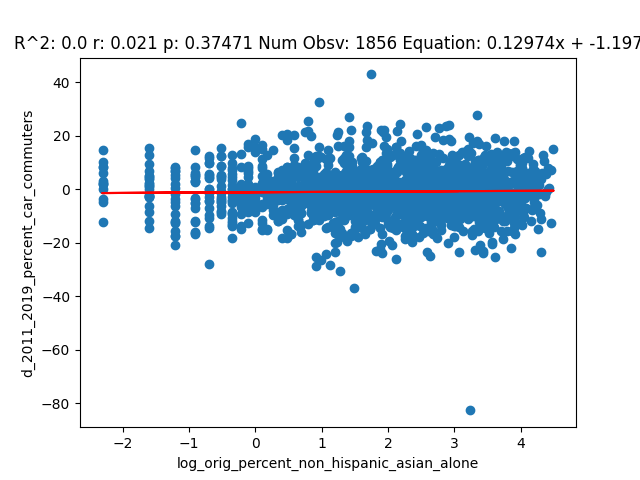 R^2: 0.0 r: 0.021 p: 0.37471 Num Obsv: 1856 Equation: 0.12974x + -1.197
40
20
0
−20
−40
−60
−80
d_2011_2019_percent_car_commuters
−2 −1 0 1 2 3 4
log_orig_percent_non_hispanic_asian_alone